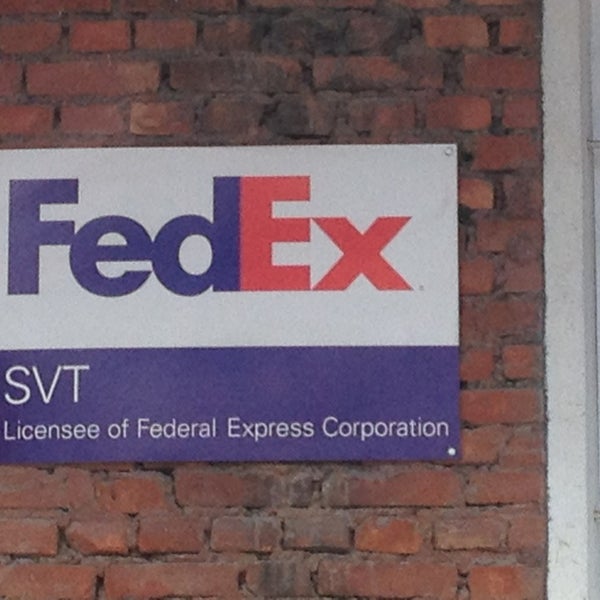 FedEx
SVT
Licensee of Federal Express Corporation